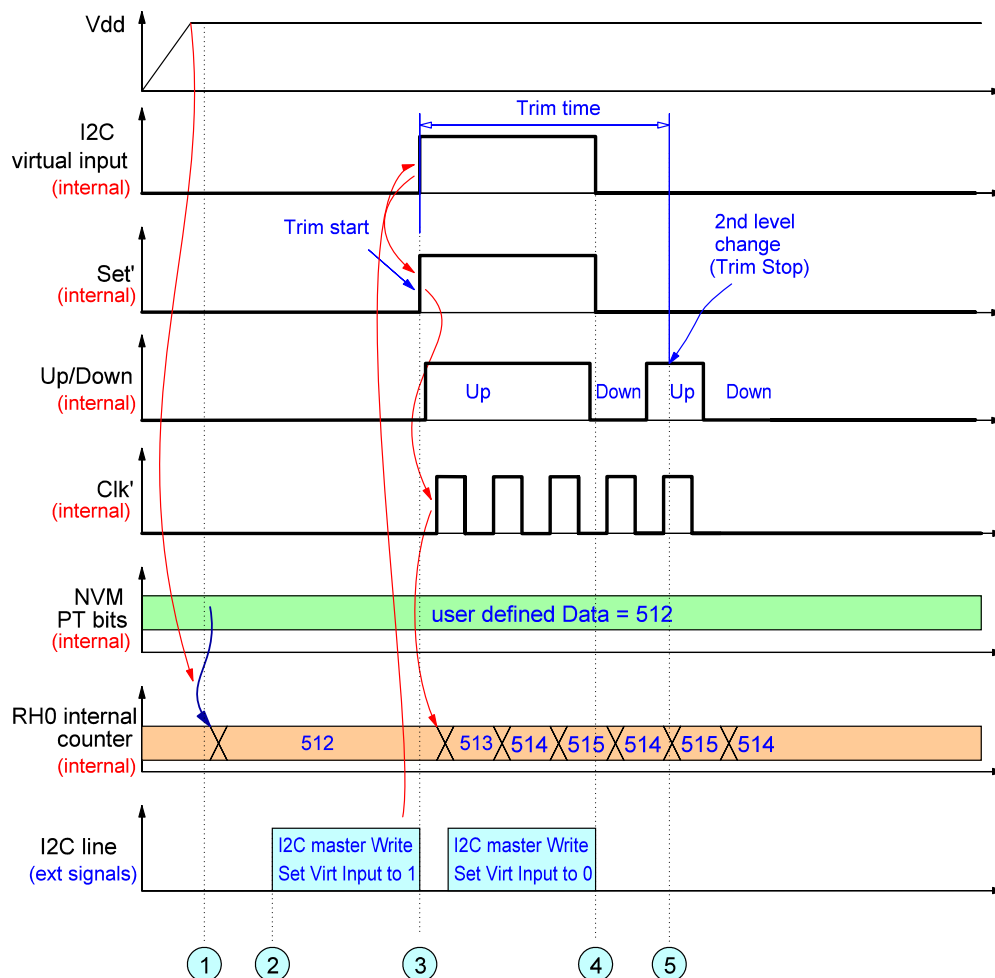 Vdd
I2C
virtual input
(internal)
Trim time
Trim start
Set'
(internal)
2nd level
change
(Trim Stop)
Up/Down
(internal)
Up
Down
Up
Down
Clk'
(internal)
NVM
PT bits
(internal)
user defined Data = 512
RH0 internal
counter
(internal)
512
513
514
515
514
515
514
I2C line
(ext signals)
I2C master Write
Set Virt Input to 1
I2C master Write
Set Virt Input to 0
1
2
3
4
5